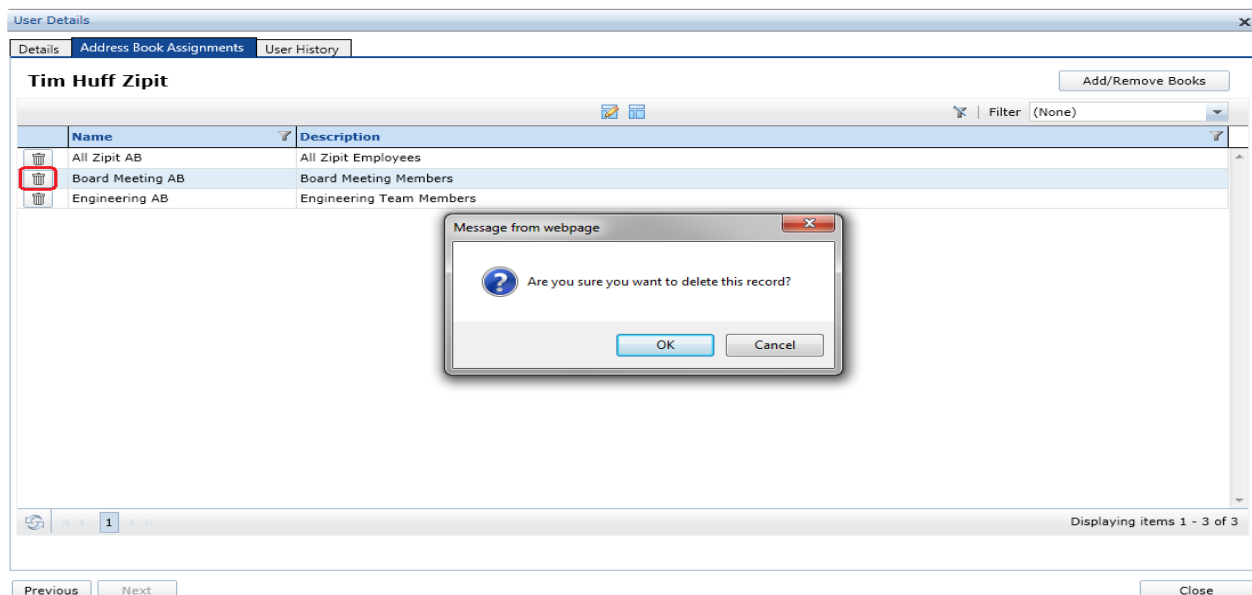 User Details
Details Address Book Assignments User History
Tim Huff Zipit Add/Remove Books
Filter (None)
Name Description
All Zipit AB All Zipit Employees
Board Meeting AB Board Meeting Members
Engineering AB Engineering Team Members
Message from webpage
Are you sure you want to delete this record?
OK Cancel
1 Displaying items 1 - 3 of 3
Previous Next Close